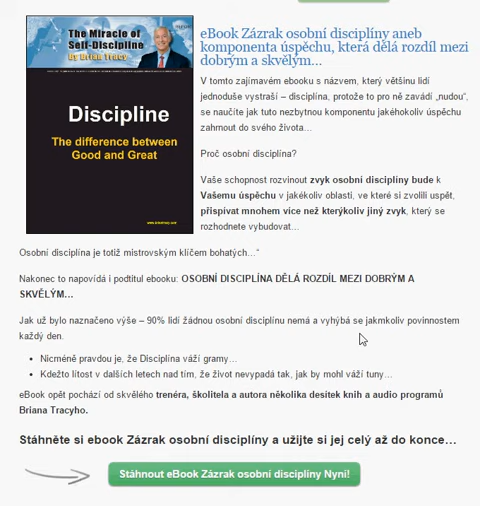 The Miracle of
Self-Discipline
By Brian Tracy
Discipline
The difference between
Good and Great
www.briantracy.com
eBook Zázrak osobní disciplíny aneb
komponenta úspěchu, která dělá rozdíl mezi
dobrým a skvělým…
V tomto zajímavém ebooku s názvem, který většinu lidí
jednoduše vystraší – disciplína, protože to pro ně zavádí „nudou“,
se naučíte jak tuto nezbytnou komponentu jakéhokoliv úspěchu
zahrnout do svého života…
Proč osobní disciplína?
Vaše schopnost rozvinout zvyk osobní disciplíny bude k
Vašemu úspěchu v jakékoliv oblasti, ve které si zvolili uspět,
přispívat mnohem více než kterýkoliv jiný zvyk, který se
rozhodnete vybudovat…
Osobní disciplína je totiž mistrovským klíčem bohatých…“
Nakonec to napovídá i podtitul ebooku: OSOBNÍ DISCIPLÍNA DĚLÁ ROZDÍL MEZI DOBRÝM A
SKVĚLÝM…
Jak už bylo naznačeno výše – 90% lidí žádnou osobní disciplínu nemá a vyhýbá se jakmkoliv povinnostem
každý den.
• Nicméně pravdou je, že Disciplína váží gramy…
• Kdežto lítost v dalších letech nad tím, že život nevypadá tak, jak by mohl váží tuny…
eBook opět pochází od skvělého trenéra, školitela a autora několika desítek knih a audio programů
Briana Tracyho.
Stáhněte si ebook Zázrak osobní disciplíny a užijte si jej celý až do konce…
Stáhnout eBook Zázrak osobní disciplíny Nyní!